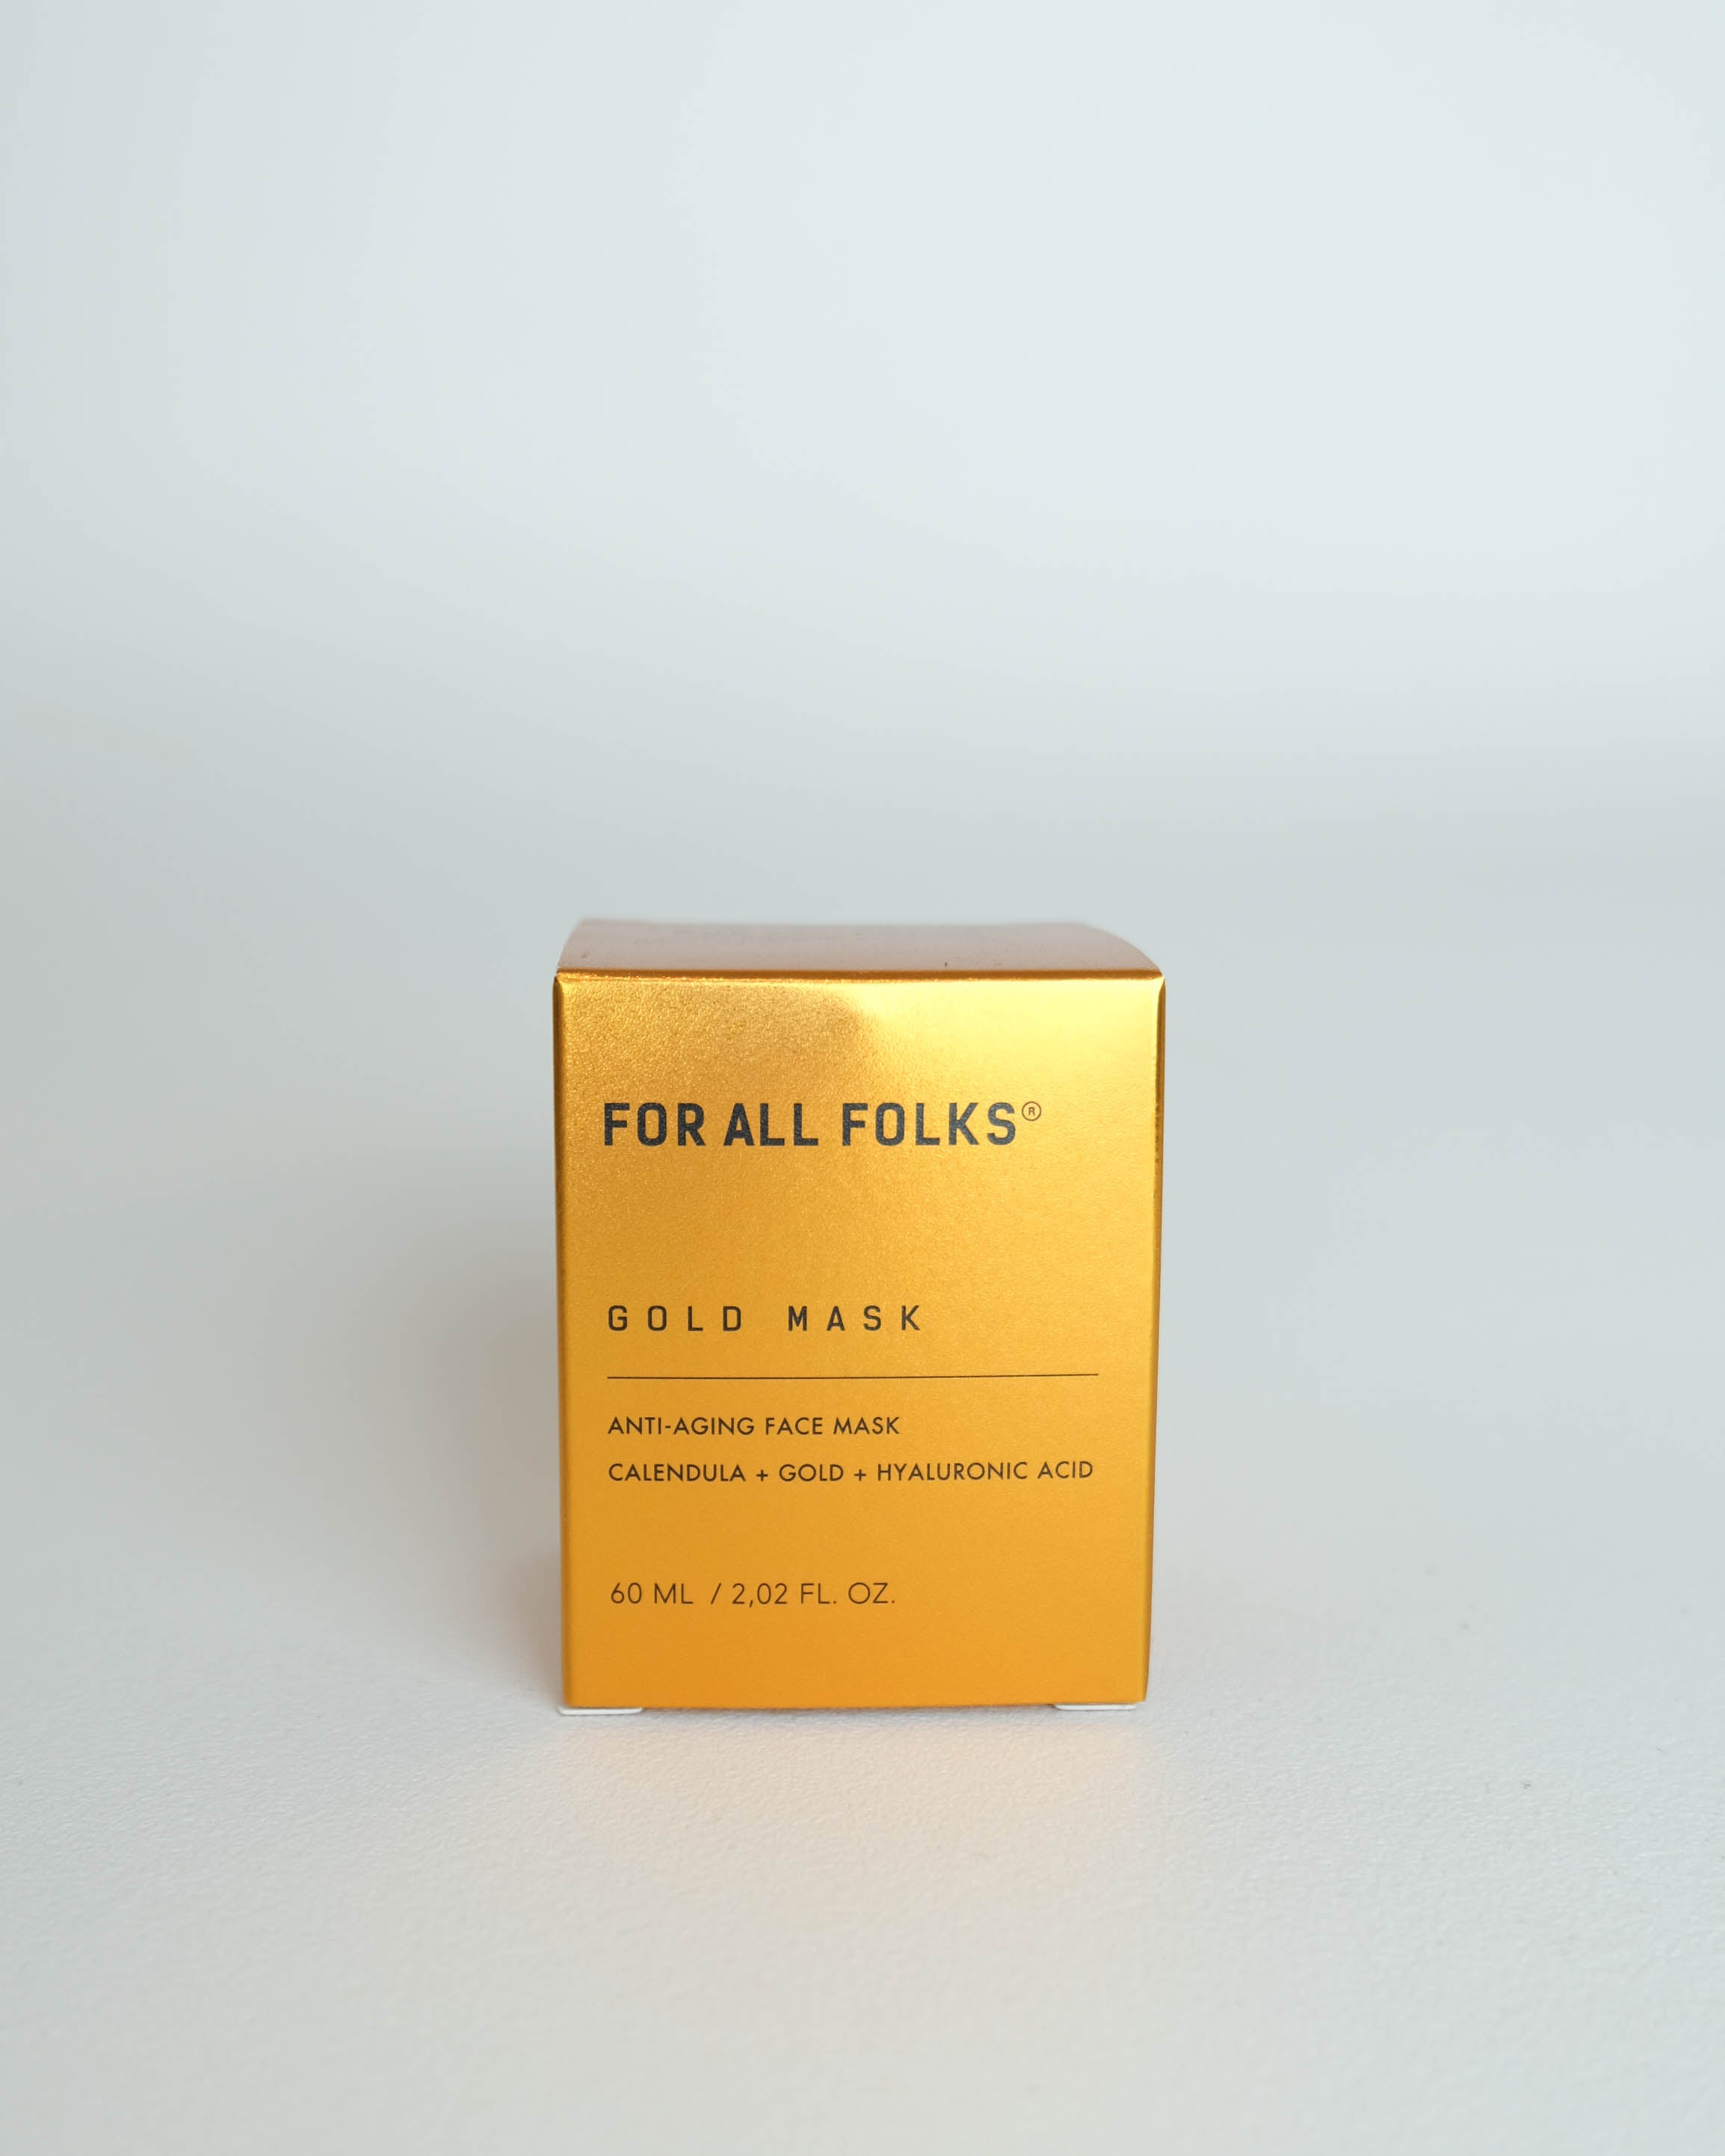 FOR ALL FOLKS®
GOLD MASK
ANTI-AGING FACE MASK
CALENDULA + GOLD + HYALURONIC ACID
60 ML / 2,02 FL. OZ.